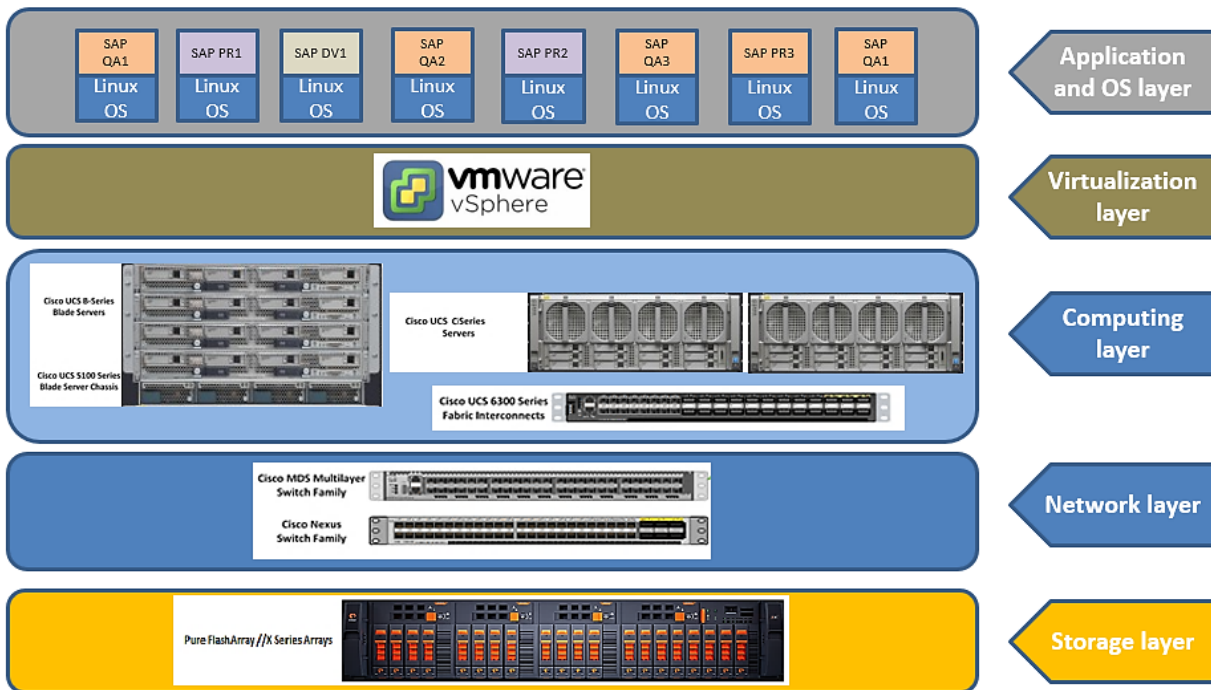 SAP
QA1
Linux
OS
SAP PR1
Linux
OS
SAP DV1
Linux
OS
SAP
QA2
Linux
OS
SAP PR2
Linux
OS
SAP
QA3
Linux
OS
SAP PR3
Linux
OS
SAP
QA1
Linux
OS
Application
and OS layer
vmware
vSphere
Virtualization
layer
Cisco UCS B-Series
Blade Servers
Cisco UCS 5100 Series
Blade Server Chassis
Cisco UCS C-Series
Servers
Cisco UCS 6300 Series
Fabric Interconnects
Computing
layer
Cisco MDS Multilayer
Switch Family
Cisco Nexus
Switch Family
Network layer
Pure FlashArray //X Series Arrays
Storage layer